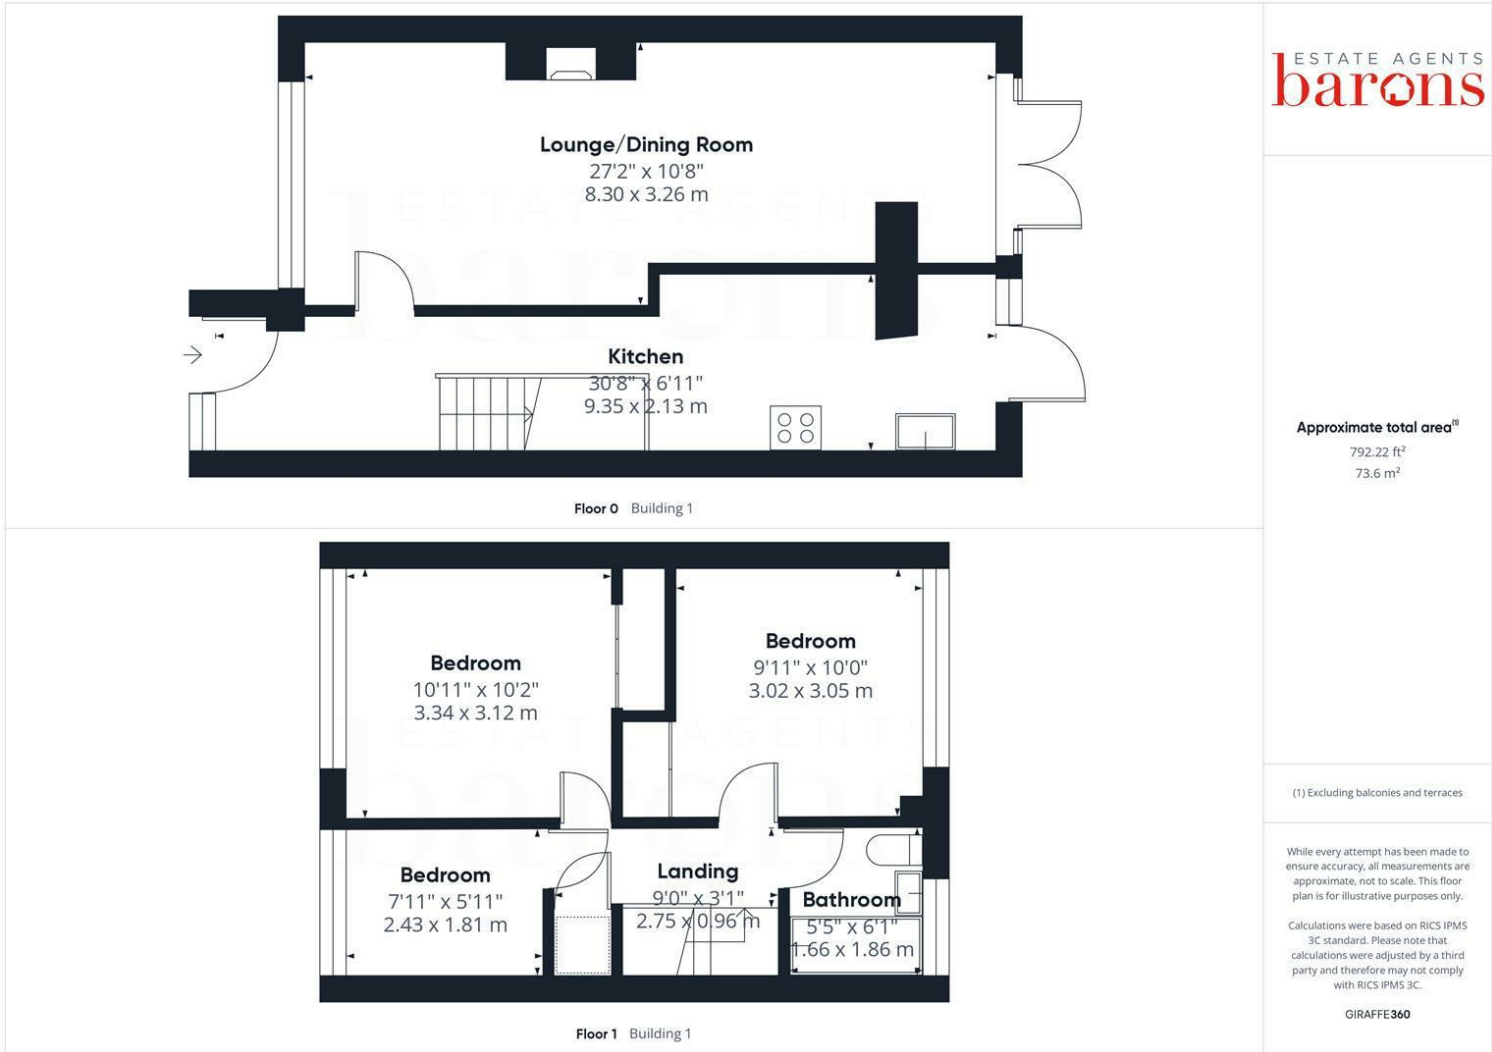 Lounge/Dining Room
27'2" x 10'8"
8.30 x 3.26 m
ESTATE AGENTS
barons
Kitchen
30'8" x 6'11"
9.35 x 2.13 m
Floor 0 Building 1
Bedroom
10'11" x 10'2"
3.34 x 3.12 m
Bedroom
9'11" x 10'0"
3.02 x 3.05 m
ESTATE AGENTS
barons
Bedroom
7'11" x 5'11"
2.43 x 1.81 m
Landing
9'0" x 3'1"
2.75 x 0.96 m
Bathroom
5'5" x 6'1"
1.66 x 1.86 m
Floor 1 Building 1
ESTATE AGENTS
barons
Approximate total area(1)
792.22 ft²
73.6 m²
(1) Excluding balconies and terraces
While every attempt has been made to
ensure accuracy, all measurements are
approximate, not to scale. This floor
plan is for illustrative purposes only.
Calculations were based on RICS IPMS
3C standard. Please note that
calculations were adjusted by a third
party and therefore may not comply
with RICS IPMS 3C.
GIRAFFE360